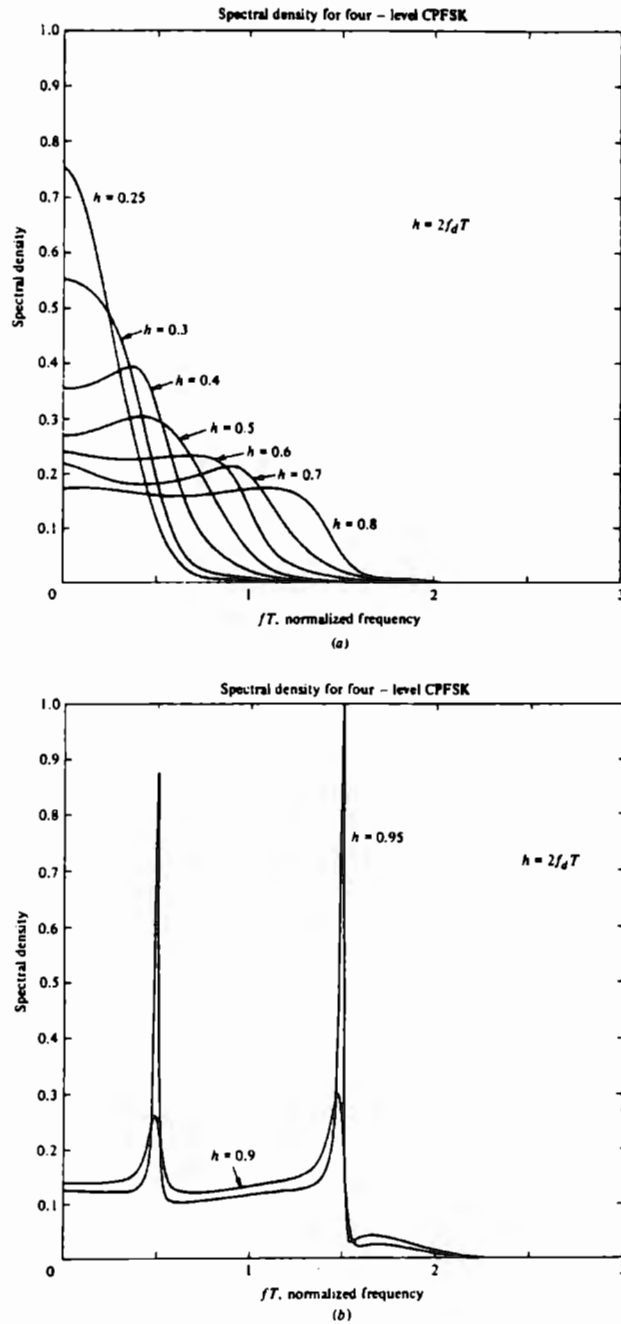 Spectral density for four – level CPFSK
1.0
0.9
0.8
0.7
0.6
0.5
0.4
0.3
0.2
0.1
Spectral density
h = 0.25
h = 2f_dT
h = 0.3
h = 0.4
h = 0.5
h = 0.6
h = 0.7
h = 0.8
0
1
2
3
fT, normalized frequency
(a)
Spectral density for four – level CPFSK
1.0
0.9
0.8
0.7
0.6
0.5
0.4
0.3
0.2
0.1
Spectral density
h = 0.95
h = 2f_dT
h = 0.9
0
1
2
3
fT, normalized frequency
(b)